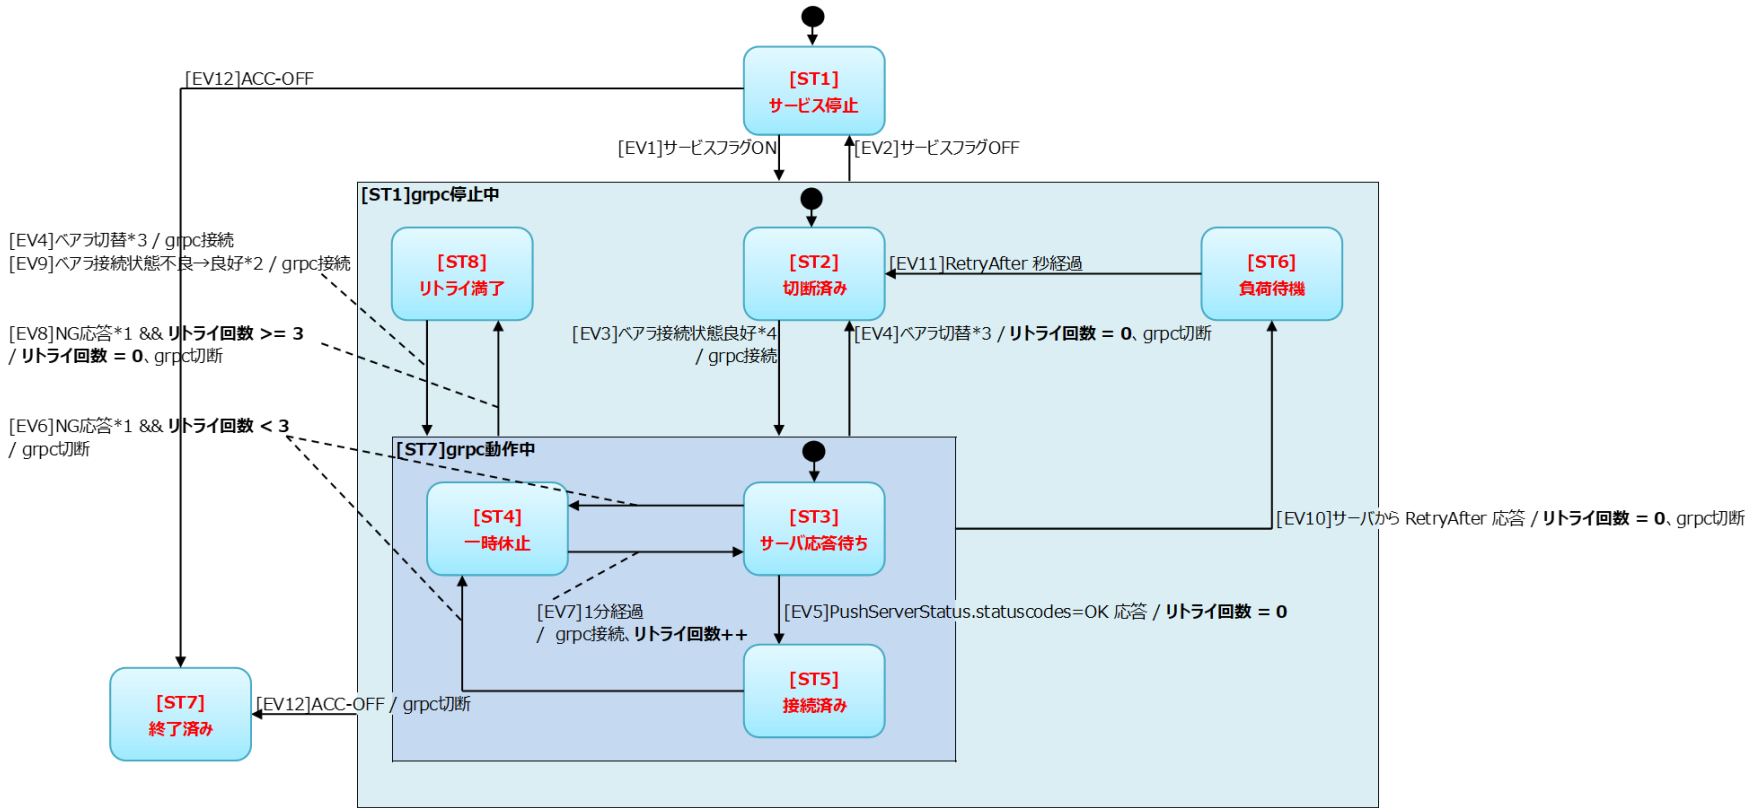 [ST1]
サービス停止
[EV12]ACC-OFF
[EV1]サービスフラグON
[EV2]サービスフラグOFF
[ST1]grpc停止中
[EV4]ベアラ切替*3 / grpc接続
[EV9]ベアラ接続状態不良→良好*2 / grpc接続
[ST8]
リトライ満了
[ST2]
切断済み
[EV11]RetryAfter 秒経過
[ST6]
負荷待機
[EV8]NG応答*1 && リトライ回数 >= 3
/ リトライ回数 = 0、grpc切断
[EV3]ベアラ接続状態良好*4
/ grpc接続
[EV4]ベアラ切替*3 / リトライ回数 = 0、grpc切断
[EV6]NG応答*1 && リトライ回数 < 3
/ grpc切断
[ST7]grpc動作中
[ST4]
一時休止
[ST3]
サーバ応答待ち
[EV10]サーバから RetryAfter 応答 / リトライ回数 = 0、grpc切断
[EV7]1分経過
/ grpc接続、リトライ回数++
[EV5]PushServerStatus.statuscodes=OK 応答 / リトライ回数 = 0
[ST5]
接続済み
[ST7]
終了済み
[EV12]ACC-OFF / grpc切断